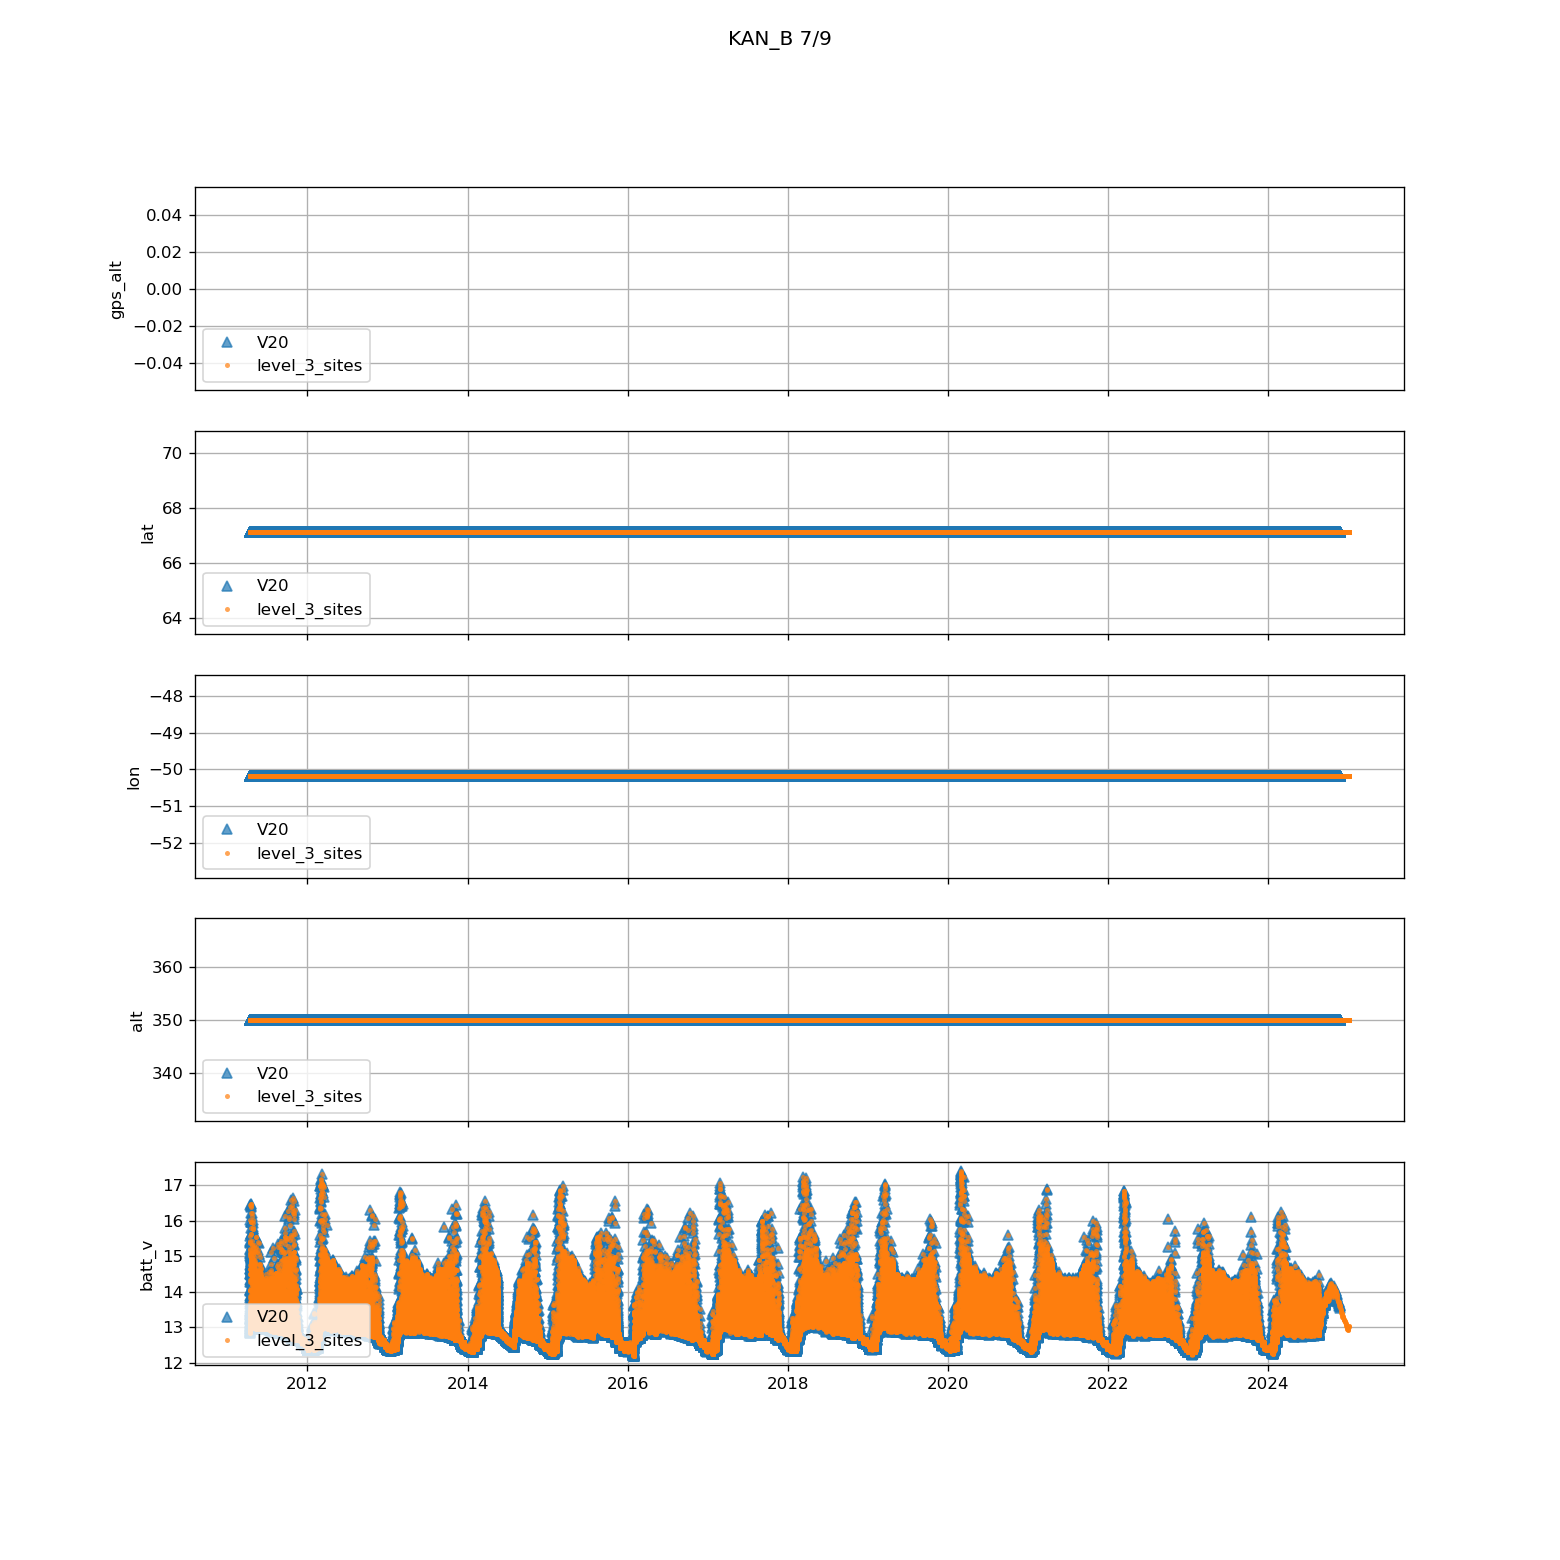 KAN_B 7/9
gps_alt
0.04
0.02
0.00
−0.02
−0.04
V20
level_3_sites
lat
70
68
66
64
V20
level_3_sites
lon
−48
−49
−50
−51
−52
V20
level_3_sites
alt
360
350
340
V20
level_3_sites
batt_v
17
16
15
14
13
12
V20
level_3_sites
2012 2014 2016 2018 2020 2022 2024